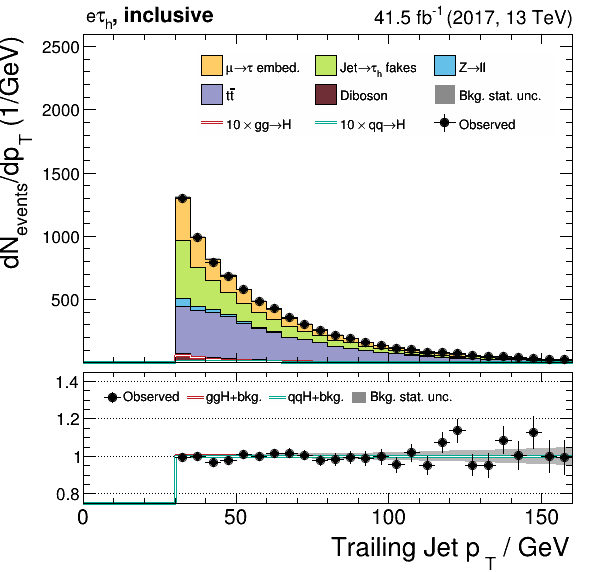 eτh, inclusive 41.5 fb-1 (2017, 13 TeV)
2500
2000
1500
1000
500
dNevents/dpT (1/GeV)
μ→τ embed. Jet→τh fakes Z→ll
tt̄ Diboson Bkg. stat. unc.
10 × gg→H 10 × qq→H Observed
1.4
1.2
1
0.8
Observed ggH+bkg. qqH+bkg. Bkg. stat. unc.
0 50 100 150
Trailing Jet pT / GeV